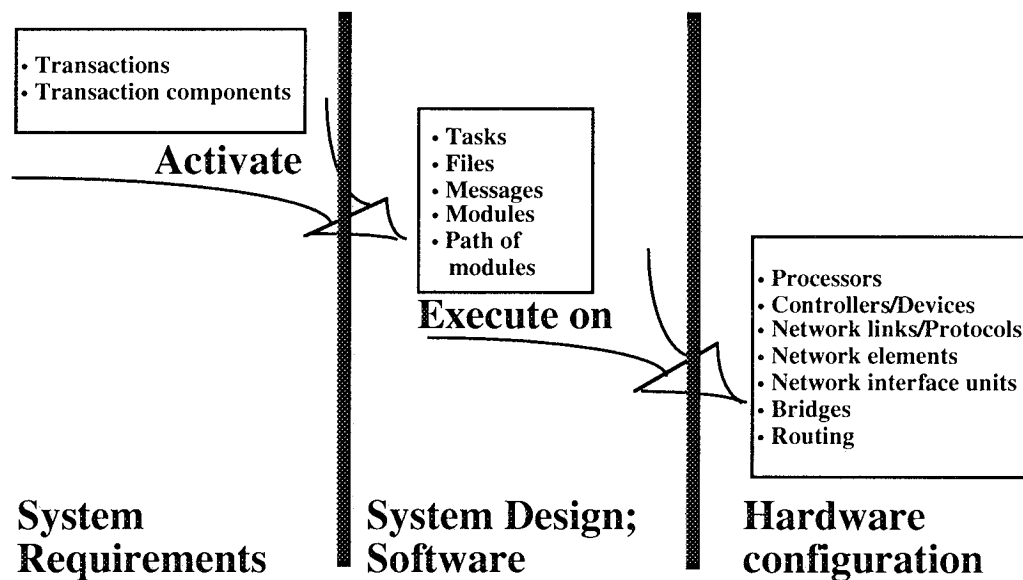 • Transactions
• Transaction components
Activate
• Tasks
• Files
• Messages
• Modules
• Path of
modules
Execute on
• Processors
• Controllers/Devices
• Network links/Protocols
• Network elements
• Network interface units
• Bridges
• Routing
System
Requirements
System Design;
Software
Hardware
configuration